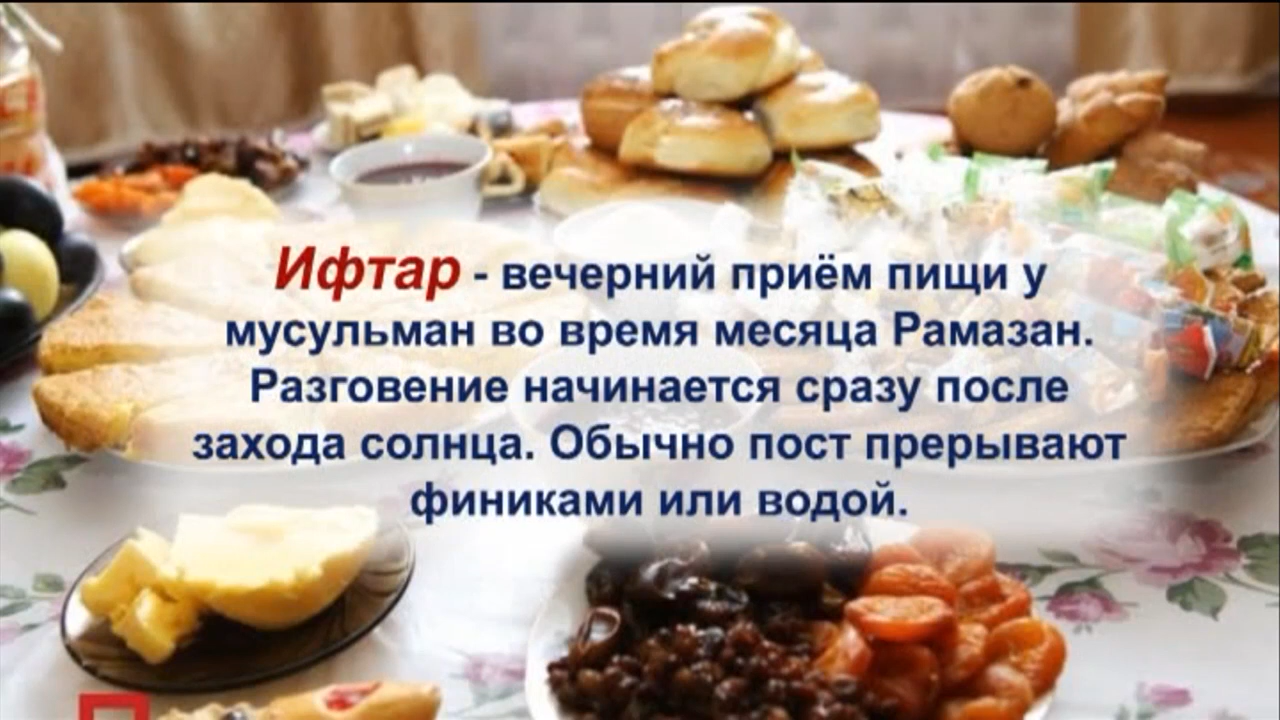 Ифтар - вечерний приём пищи у
мусульман во время месяца Рамазан.
Разговение начинается сразу после
захода солнца. Обычно пост прерывают
финиками или водой.